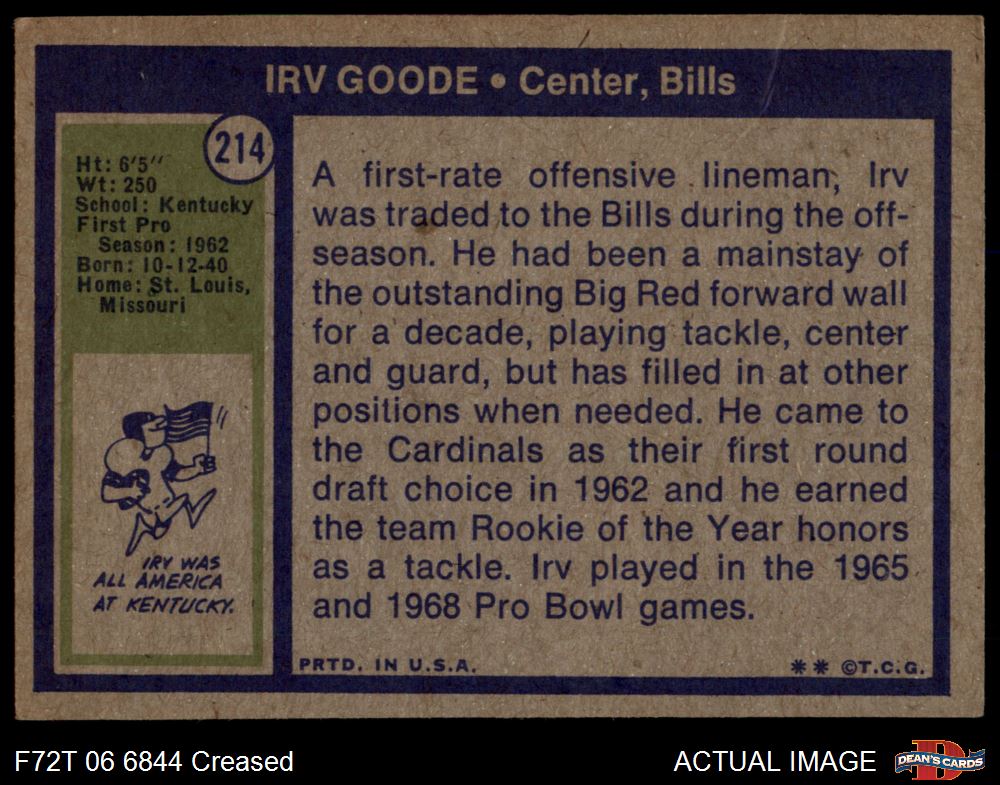 IRV GOODE • Center, Bills
214
Ht: 6'5"
Wt: 250
School: Kentucky
First Pro
Season: 1962
Born: 10-12-40
Home: St. Louis,
Missouri
IRV WAS
ALL AMERICA
AT KENTUCKY.
A first-rate offensive lineman, Irv
was traded to the Bills during the off-
season. He had been a mainstay of
the outstanding Big Red forward wall
for a decade, playing tackle, center
and guard, but has filled in at other
positions when needed. He came to
the Cardinals as their first round
draft choice in 1962 and he earned
the team Rookie of the Year honors
as a tackle. Irv played in the 1965
and 1968 Pro Bowl games.
PRTD. IN U.S.A.
** ©T.C.G.
F72T 06 6844 Creased
ACTUAL IMAGE
D
DEAN'S CARDS